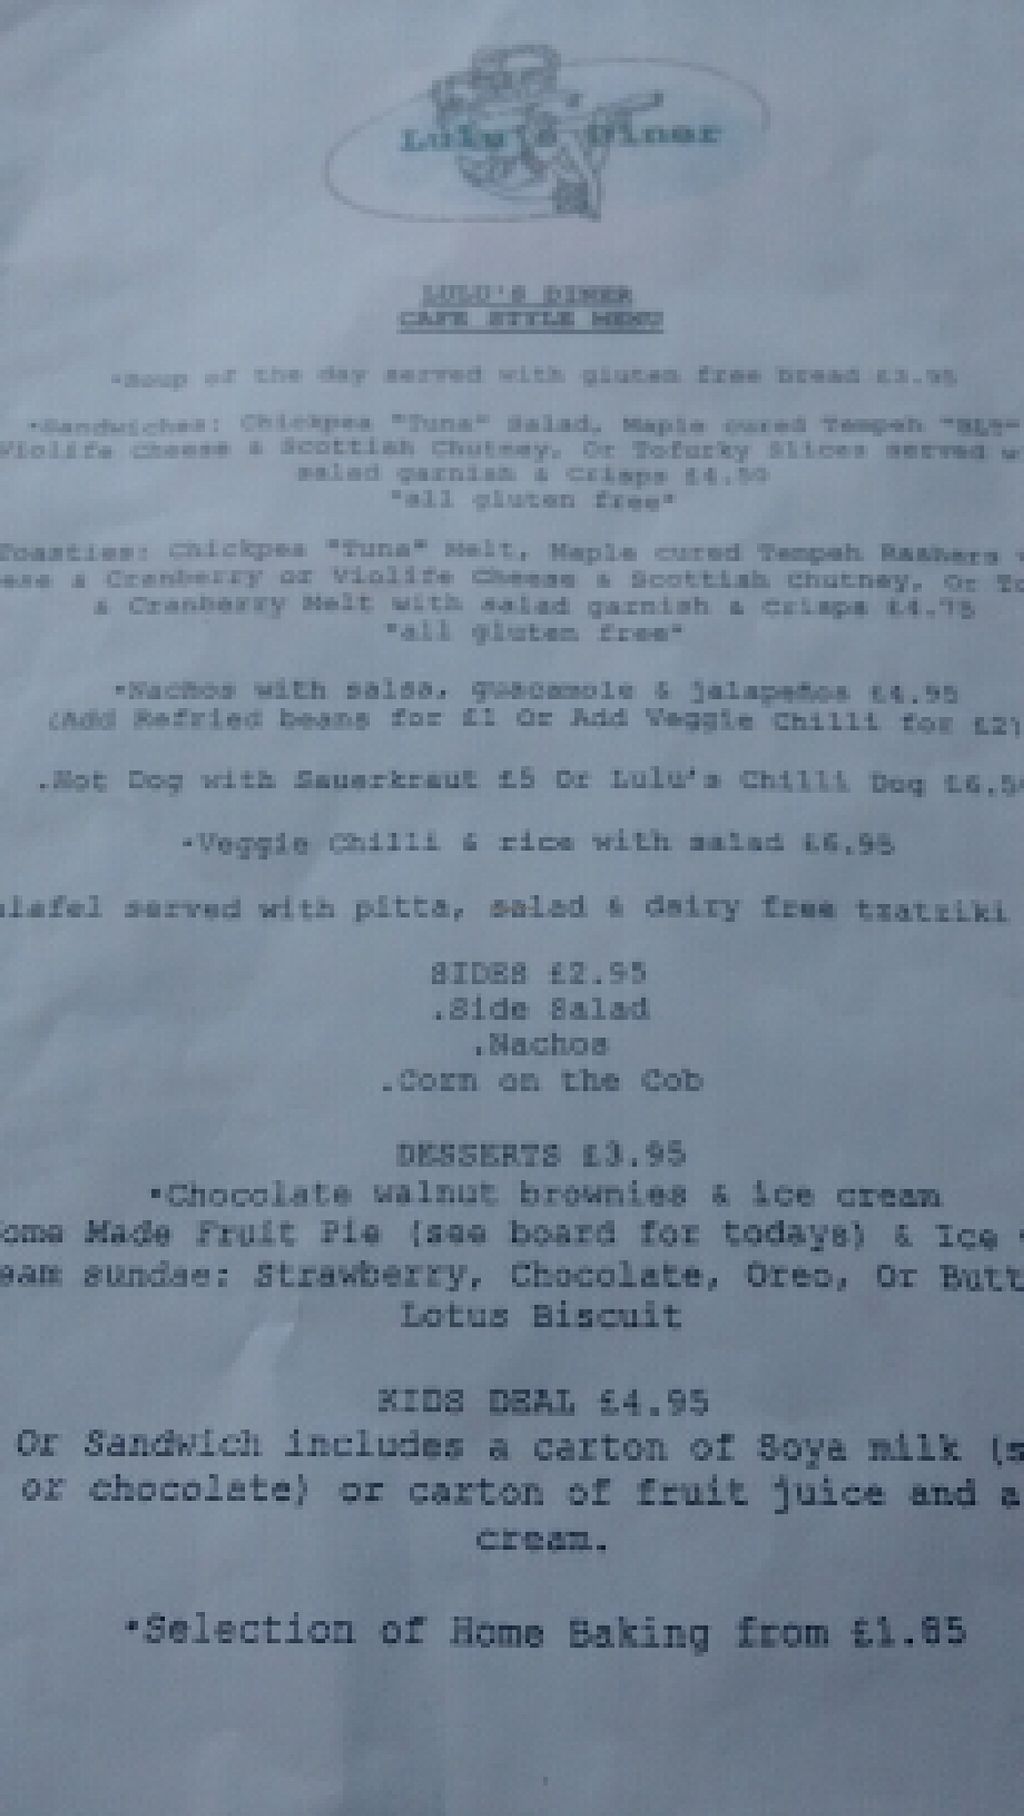 Lulu's Diner
LULU'S DINER
CAFE STYLE MENU
•Soup of the day served with gluten free bread £3.95
•Sandwiches: Chickpea "Tuna" Salad, Maple cured Tempeh "BLT"
Violife cheese & Scottish Chutney, Or Tofurky Slices served
salad garnish & Crisps £4.50
*all gluten free*
Toasties: Chickpea "Tuna" Melt, Maple cured Tempeh Rashers
& Cranberry or Violife Cheese & Scottish Chutney, Or
& Cranberry Melt with salad garnish & Crisps £4.75
*all gluten free*
•Nachos with salsa, guacamole & jalapeños £4.95
(Add Refried beans for £1 Or Add Veggie Chilli for £2)
.Hot Dog with Sauerkraut £5 Or Lulu's Chilli Dog
•Veggie Chilli & rice with salad £6.95
served with pitta, salad & dairy free tzatziki
SIDES £2.95
.Side Salad
.Nachos
.Corn on the Cob
DESSERTS £3.95
•Chocolate walnut brownies & ice cream
Made Fruit Pie (see board for todays) & Ice
sundae: Strawberry, Chocolate, Oreo, Or
Lotus Biscuit
KIDS DEAL £4.95
Or Sandwich includes a carton of Soya milk
or chocolate) or carton of fruit juice and
cream.
•Selection of Home Baking from £1.85